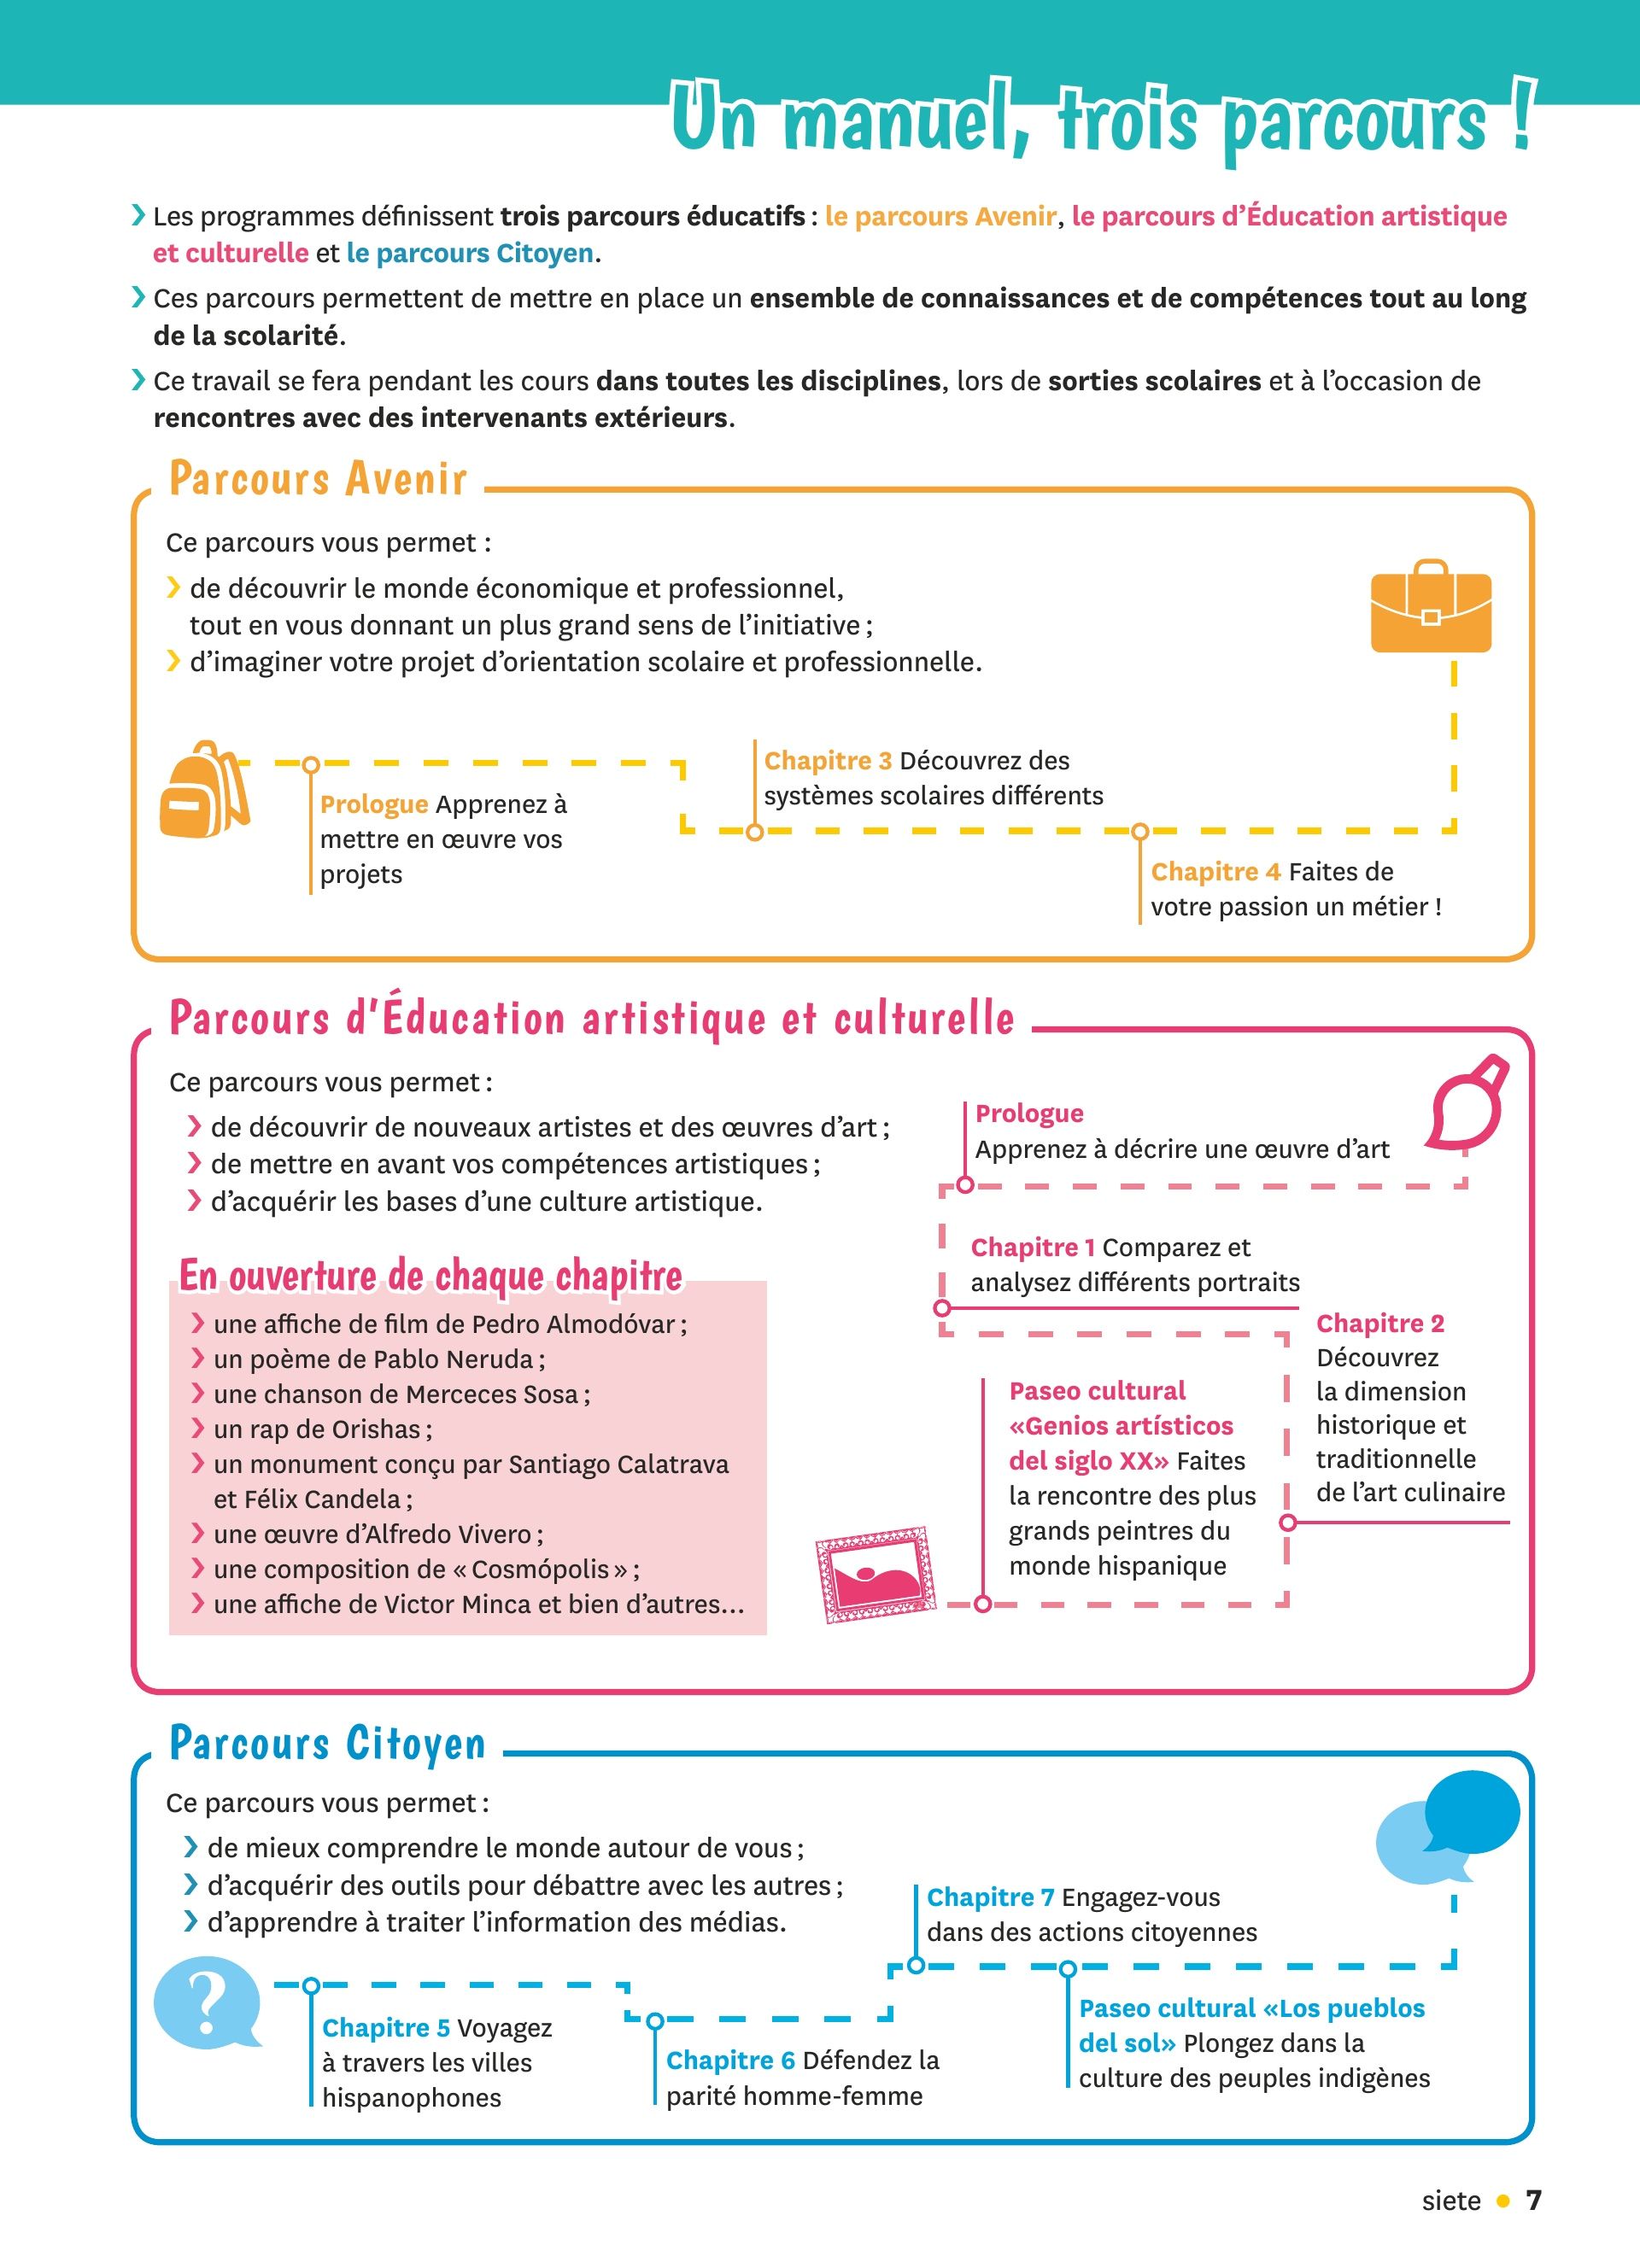 Un manuel, trois parcours !
❯ Les programmes définissent trois parcours éducatifs : le parcours Avenir, le parcours d’Éducation artistique
et culturelle et le parcours Citoyen.
❯ Ces parcours permettent de mettre en place un ensemble de connaissances et de compétences tout au long
de la scolarité.
❯ Ce travail se fera pendant les cours dans toutes les disciplines, lors de sorties scolaires et à l’occasion de
rencontres avec des intervenants extérieurs.
Parcours Avenir
Ce parcours vous permet :
❯ de découvrir le monde économique et professionnel,
tout en vous donnant un plus grand sens de l’initiative ;
❯ d’imaginer votre projet d’orientation scolaire et professionnelle.
Prologue Apprenez à
mettre en œuvre vos
projets
Chapitre 3 Découvrez des
systèmes scolaires différents
Chapitre 4 Faites de
votre passion un métier !
Parcours d’Éducation artistique et culturelle
Ce parcours vous permet :
❯ de découvrir de nouveaux artistes et des œuvres d’art ;
❯ de mettre en avant vos compétences artistiques ;
❯ d’acquérir les bases d’une culture artistique.
En ouverture de chaque chapitre
❯ une affiche de film de Pedro Almodóvar ;
❯ un poème de Pablo Neruda ;
❯ une chanson de Merceces Sosa ;
❯ un rap de Orishas ;
❯ un monument conçu par Santiago Calatrava
et Félix Candela ;
❯ une œuvre d’Alfredo Vivero ;
❯ une composition de « Cosmópolis » ;
❯ une affiche de Victor Minca et bien d’autres…
Prologue
Apprenez à décrire une œuvre d’art
Chapitre 1 Comparez et
analysez différents portraits
Chapitre 2
Découvrez
la dimension
historique et
traditionnelle
de l’art culinaire
Paseo cultural
«Genios artísticos
del siglo XX» Faites
la rencontre des plus
grands peintres du
monde hispanique
Parcours Citoyen
Ce parcours vous permet :
❯ de mieux comprendre le monde autour de vous ;
❯ d’acquérir des outils pour débattre avec les autres ;
❯ d’apprendre à traiter l’information des médias.
?
Chapitre 5 Voyagez
à travers les villes
hispanophones
Chapitre 6 Défendez la
parité homme-femme
Chapitre 7 Engagez-vous
dans des actions citoyennes
Paseo cultural «Los pueblos
del sol» Plongez dans la
culture des peuples indigènes
siete • 7